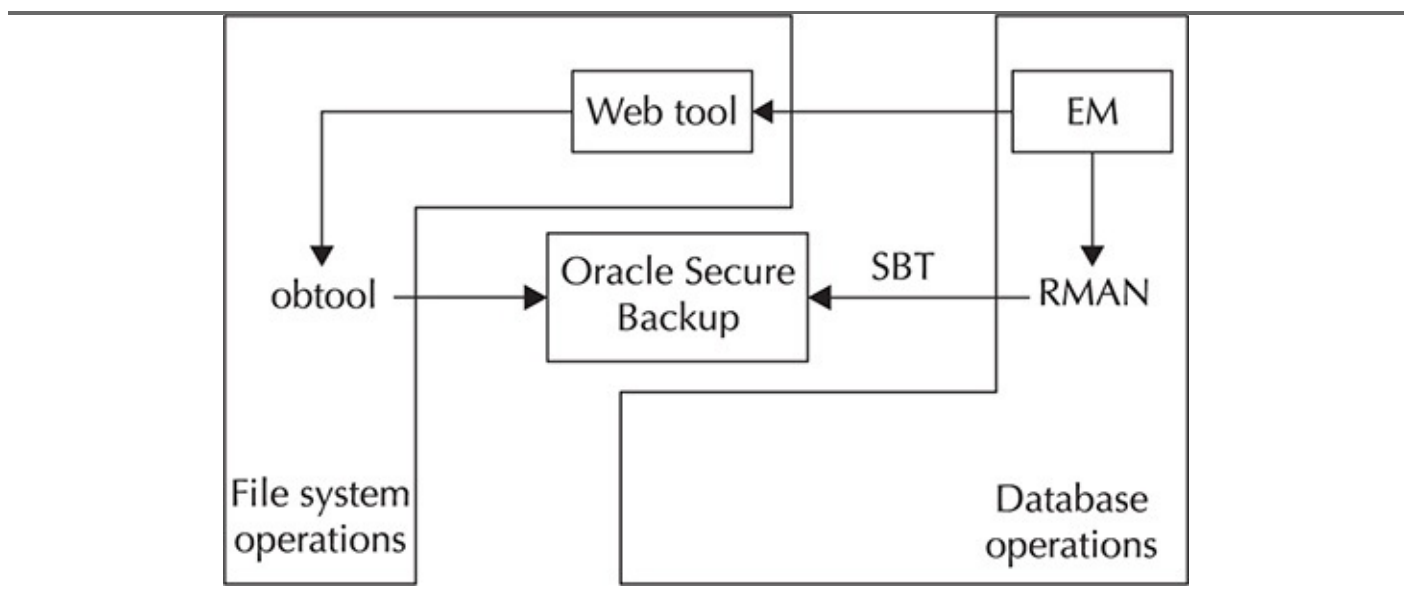 Web tool
EM
obtool
Oracle Secure
Backup
SBT
RMAN
File system
operations
Database
operations